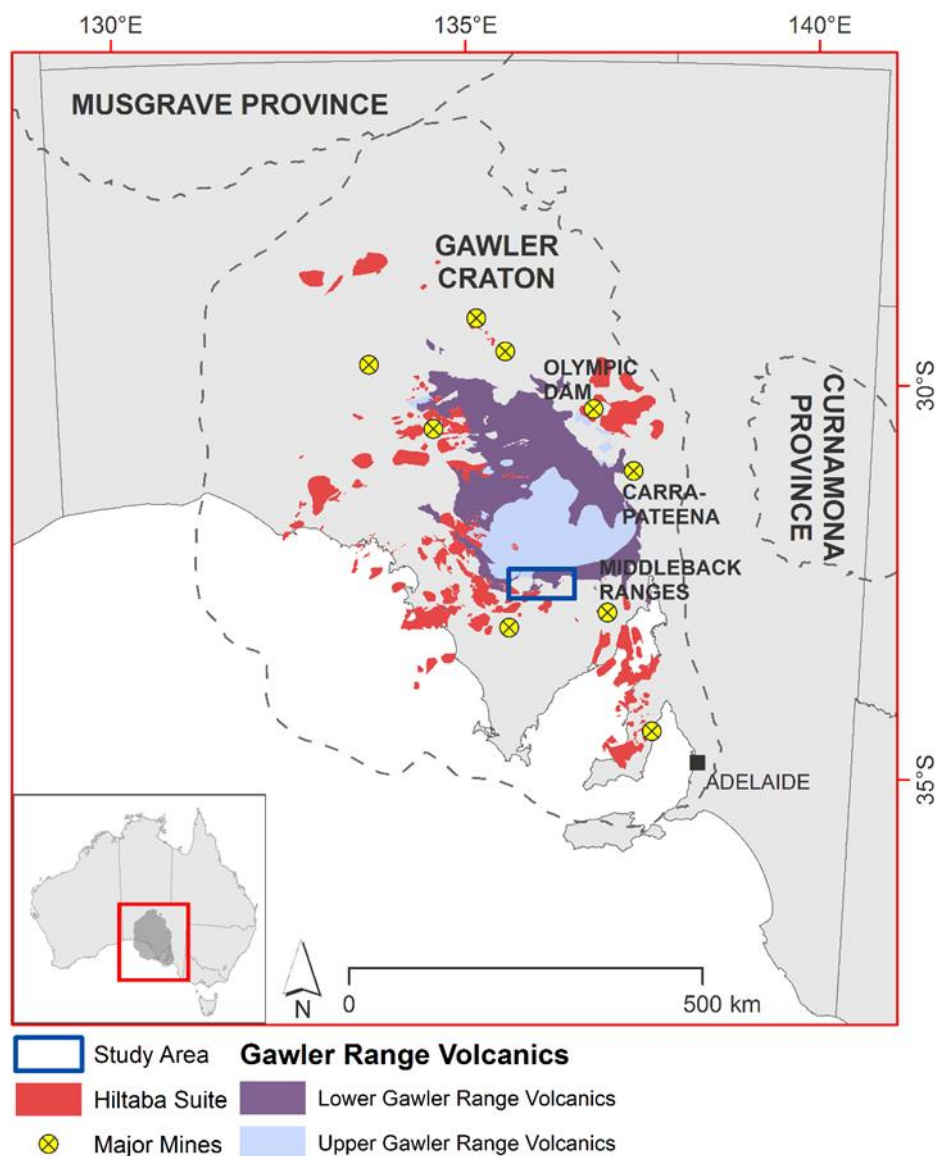 130°E 135°E 140°E
MUSGRAVE PROVINCE
GAWLER
CRATON
30°S
OLYMPIC
DAM
CURNAMONA
PROVINCE
CARRA-
PATEENA
MIDDLEBACK
RANGES
35°S
ADELAIDE
N
0 500 km
Study Area
Hiltaba Suite
Major Mines
Gawler Range Volcanics
Lower Gawler Range Volcanics
Upper Gawler Range Volcanics